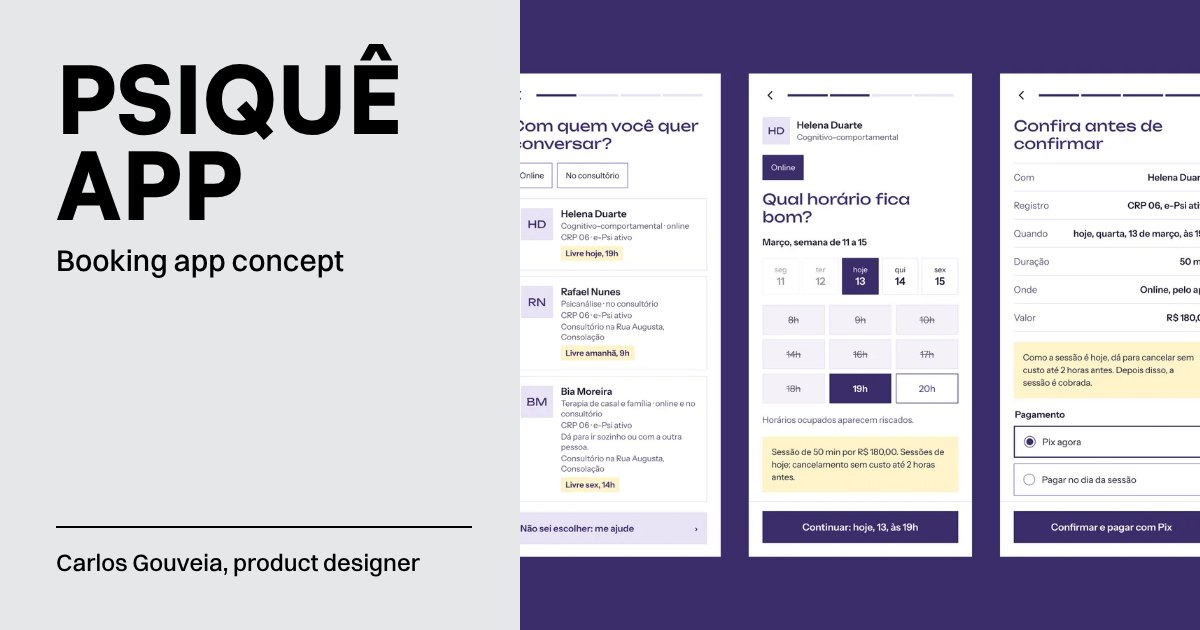 PSIQUÊ
APP
Booking app concept
Carlos Gouveia, product designer
Com quem você quer
conversar?
Online
No consultório
HD
Helena Duarte
Cognitivo-comportamental · online
CRP 06 · e-Psi ativo
Livre hoje, 19h
RN
Rafael Nunes
Psicanálise · no consultório
CRP 06 · e-Psi ativo
Consultório na Rua Augusta,
Consolação
Livre amanhã, 9h
BM
Bia Moreira
Terapia de casal e família · online e no
consultório
CRP 06 · e-Psi ativo
Dá para ir sozinho ou com a outra
pessoa.
Consultório na Rua Augusta,
Consolação
Livre sex, 14h
Não sei escolher: me ajude ›
HD
Helena Duarte
Cognitivo-comportamental
Online
Qual horário fica
bom?
Março, semana de 11 a 15
seg ter hoje qui sex
11 12 13 14 15
8h 9h 10h
14h 16h 17h
18h 19h 20h
Horários ocupados aparecem riscados.
Sessão de 50 min por R$ 180,00. Sessões de
hoje: cancelamento sem custo até 2 horas
antes.
Continuar: hoje, 13, às 19h
Confira antes de
confirmar
Com Helena Duar
Registro CRP 06, e-Psi ati
Quando hoje, quarta, 13 de março, às 19
Duração 50 m
Onde Online, pelo ap
Valor R$ 180,0
Como a sessão é hoje, dá para cancelar sem
custo até 2 horas antes. Depois disso, a
sessão é cobrada.
Pagamento
Pix agora
Pagar no dia da sessão
Confirmar e pagar com Pix